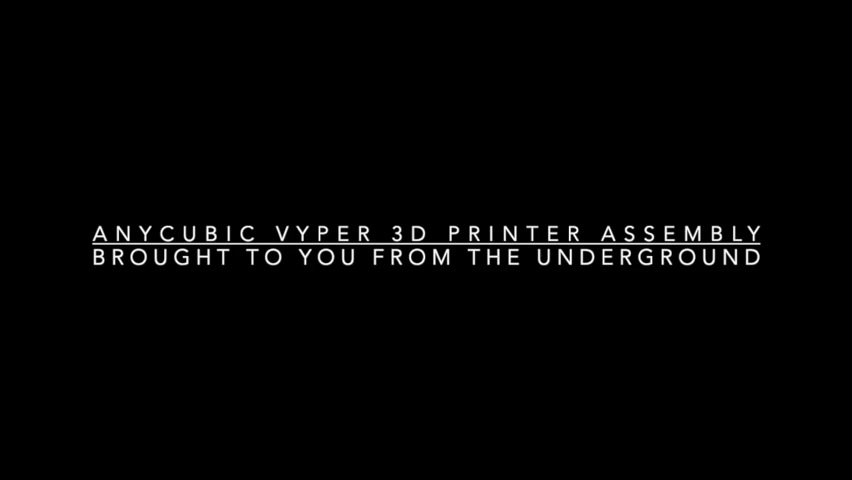 ANYCUBIC VYPER 3D PRINTER ASSEMBLY
BROUGHT TO YOU FROM THE UNDERGROUND